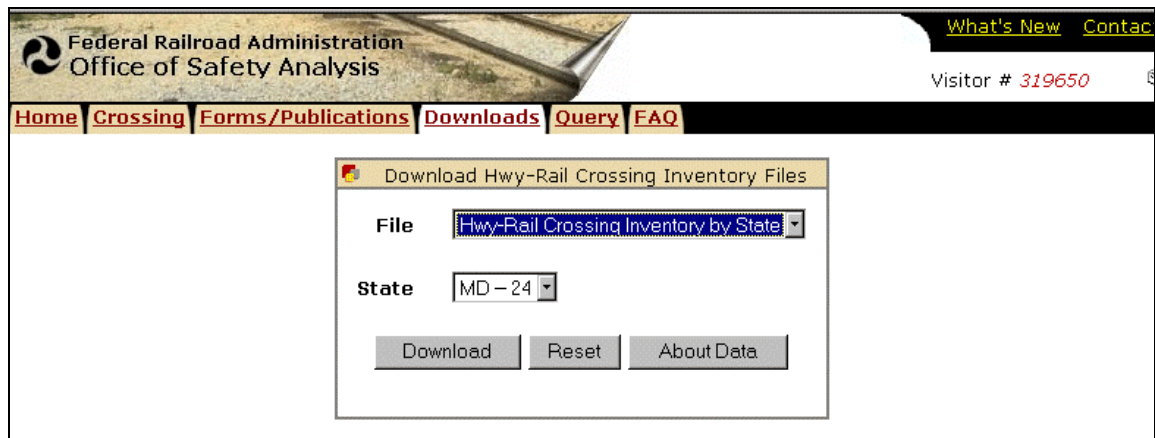 What's New Contac
Federal Railroad Administration
Office of Safety Analysis
Visitor # 319650
Home Crossing Forms/Publications Downloads Query FAQ
Download Hwy-Rail Crossing Inventory Files
File Hwy-Rail Crossing Inventory by State
State MD – 24
Download Reset About Data